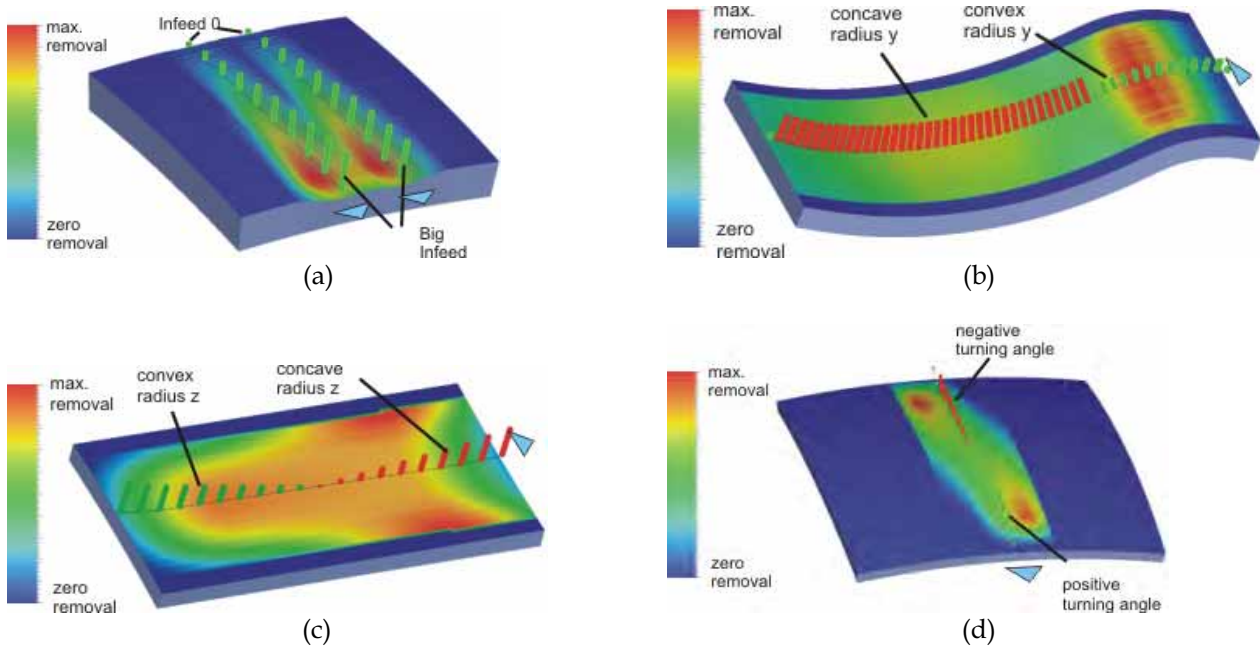 max.
removal
Infeed 0
zero
removal
Big
Infeed
(a)
max.
removal
concave
radius y
convex
radius y
zero
removal
(b)
max.
removal
convex
radius z
concave
radius z
zero
removal
(c)
max.
removal
negative
turning angle
zero
removal
positive
turning angle
(d)